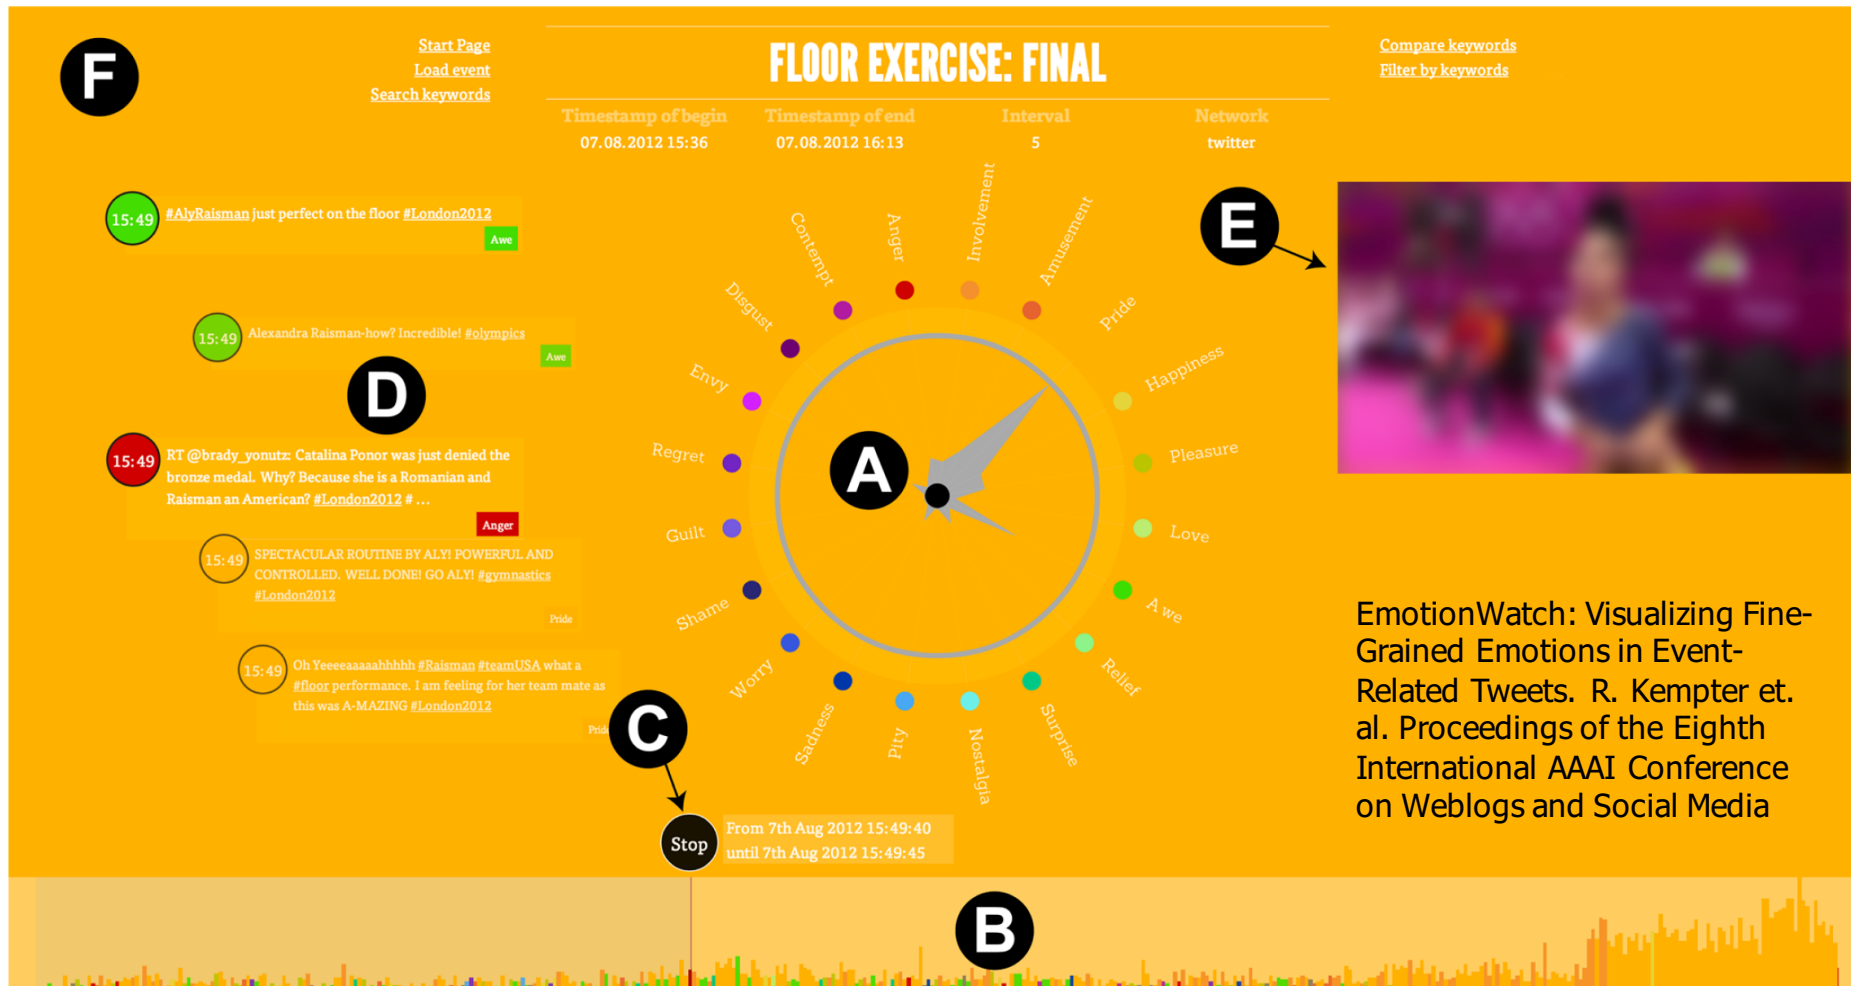 F
Start Page
Load event
Search keywords
FLOOR EXERCISE: FINAL
Compare keywords
Filter by keywords
Timestamp of begin
07.08.2012 15:36
Timestamp of end
07.08.2012 16:13
Interval
5
Network
twitter
15:49
#AlyRaisman just perfect on the floor #London2012
Awe
15:49
Alexandra Raisman-how? Incredible! #olympics
Awe
D
15:49
RT @brady_yonutz: Catalina Ponor was just denied the
bronze medal. Why? Because she is a Romanian and
Raisman an American? #London2012 # ...
Anger
15:49
SPECTACULAR ROUTINE BY ALY! POWERFUL AND
CONTROLLED. WELL DONE! GO ALY! #gymnastics
#London2012
Pride
15:49
Oh Yeeeeaaaaahhhhh #Raisman #teamUSA what a
#floor performance. I am feeling for her team mate as
this was A-MAZING #London2012
Pride
C
A
Anger
Involvement
Amusement
Pride
Happiness
Pleasure
Love
Awe
Relief
Surprise
Nostalgia
Pity
Sadness
Worry
Shame
Guilt
Regret
Envy
Disgust
Contempt
E
EmotionWatch: Visualizing Fine-
Grained Emotions in Event-
Related Tweets. R. Kempter et.
al. Proceedings of the Eighth
International AAAI Conference
on Weblogs and Social Media
Stop
From 7th Aug 2012 15:49:40
until 7th Aug 2012 15:49:45
B